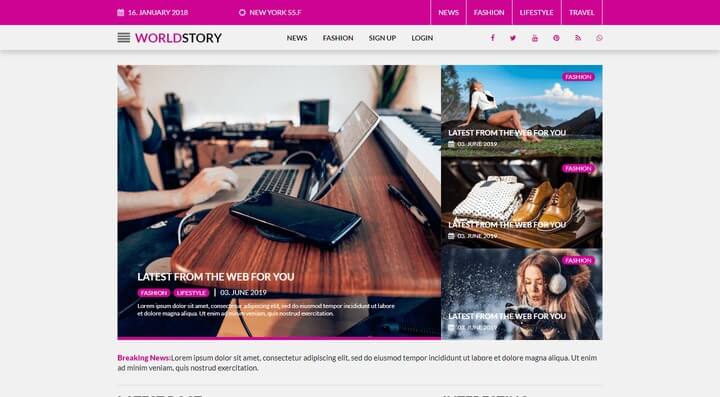 16. JANUARY 2018
NEW YORK 55.F
NEWS
FASHION
LIFESTYLE
TRAVEL
WORLDSTORY
NEWS
FASHION
SIGN UP
LOGIN
LATEST FROM THE WEB FOR YOU
FASHION LIFESTYLE | 03. JUNE 2019
Lorem ipsum dolor sit amet, consectetur adipiscing elit, sed do eiusmod tempor incididunt ut labore
et dolore magna aliqua. Ut enim ad minim veniam, quis nostrud exercitation.
FASHION
LATEST FROM THE WEB FOR YOU
03. JUNE 2019
FASHION
LATEST FROM THE WEB FOR YOU
03. JUNE 2019
FASHION
LATEST FROM THE WEB FOR YOU
03. JUNE 2019
Breaking News:Lorem ipsum dolor sit amet, consectetur adipiscing elit, sed do eiusmod tempor incididunt ut labore et dolore magna aliqua. Ut enim
ad minim veniam, quis nostrud exercitation.